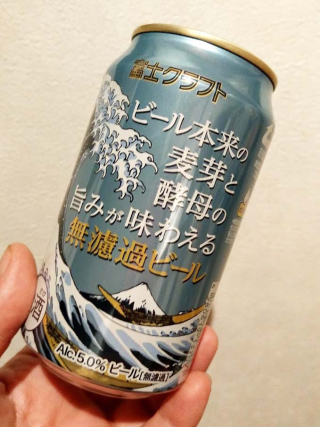 富士クラフト
ビール本来の
麦芽と
酵母の
旨みが味わえる
無濾過ビール
Alc.5.0% ビール[無濾過]